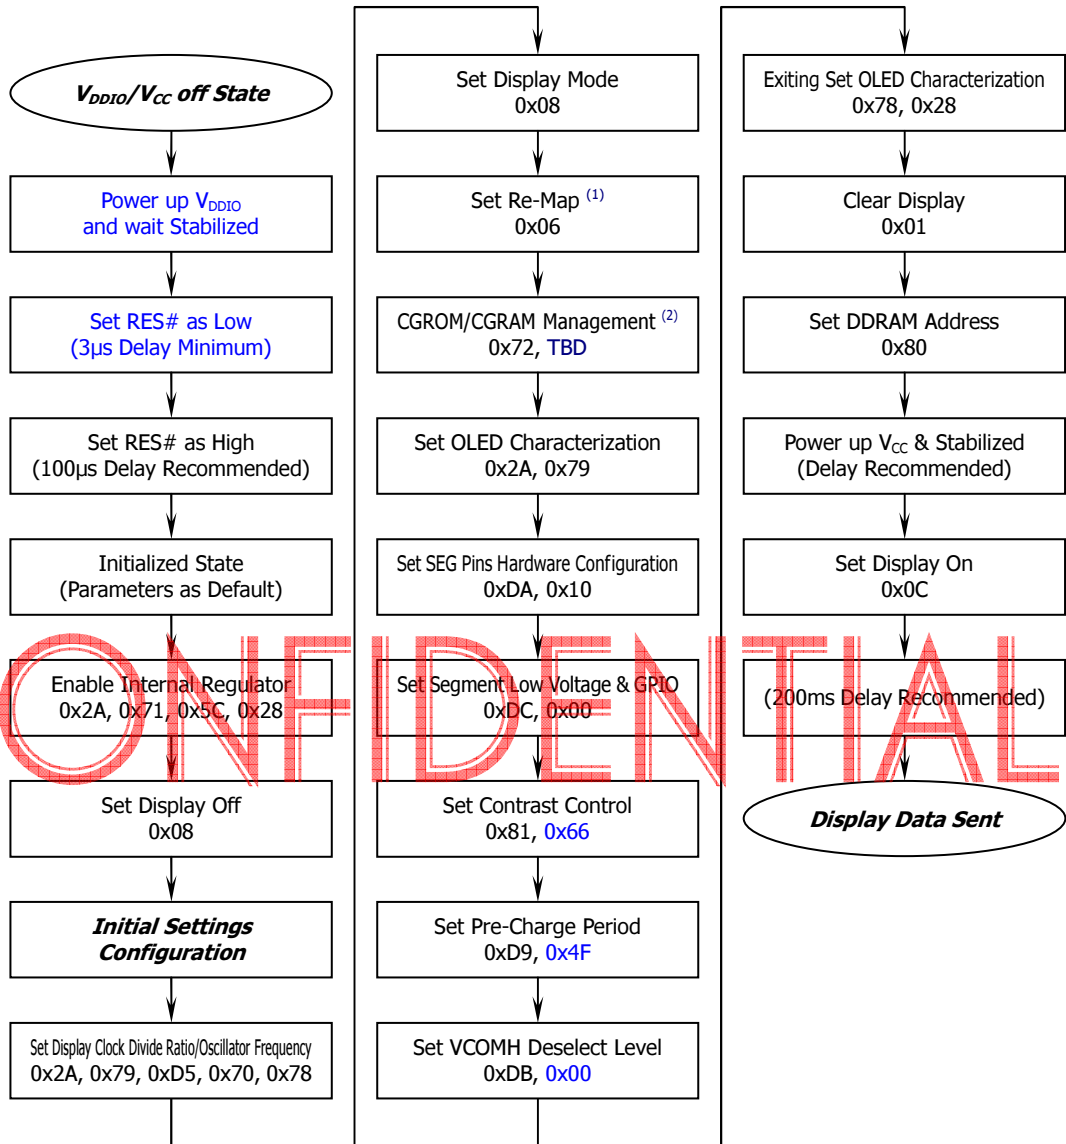 V_DDIO/V_CC off State
Power up V_DDIO
and wait Stabilized
Set RES# as Low
(3μs Delay Minimum)
Set RES# as High
(100μs Delay Recommended)
Initialized State
(Parameters as Default)
Enable Internal Regulator
0x2A, 0x71, 0x5C, 0x28
Set Display Off
0x08
Initial Settings
Configuration
Set Display Clock Divide Ratio/Oscillator Frequency
0x2A, 0x79, 0xD5, 0x70, 0x78
Set Display Mode
0x08
Set Re-Map (1)
0x06
CGROM/CGRAM Management (2)
0x72, TBD
Set OLED Characterization
0x2A, 0x79
Set SEG Pins Hardware Configuration
0xDA, 0x10
Set Segment Low Voltage & GPIO
0xDC, 0x00
Set Contrast Control
0x81, 0x66
Set Pre-Charge Period
0xD9, 0x4F
Set VCOMH Deselect Level
0xDB, 0x00
Exiting Set OLED Characterization
0x78, 0x28
Clear Display
0x01
Set DDRAM Address
0x80
Power up V_CC & Stabilized
(Delay Recommended)
Set Display On
0x0C
(200ms Delay Recommended)
Display Data Sent
ONFIDENTIAL